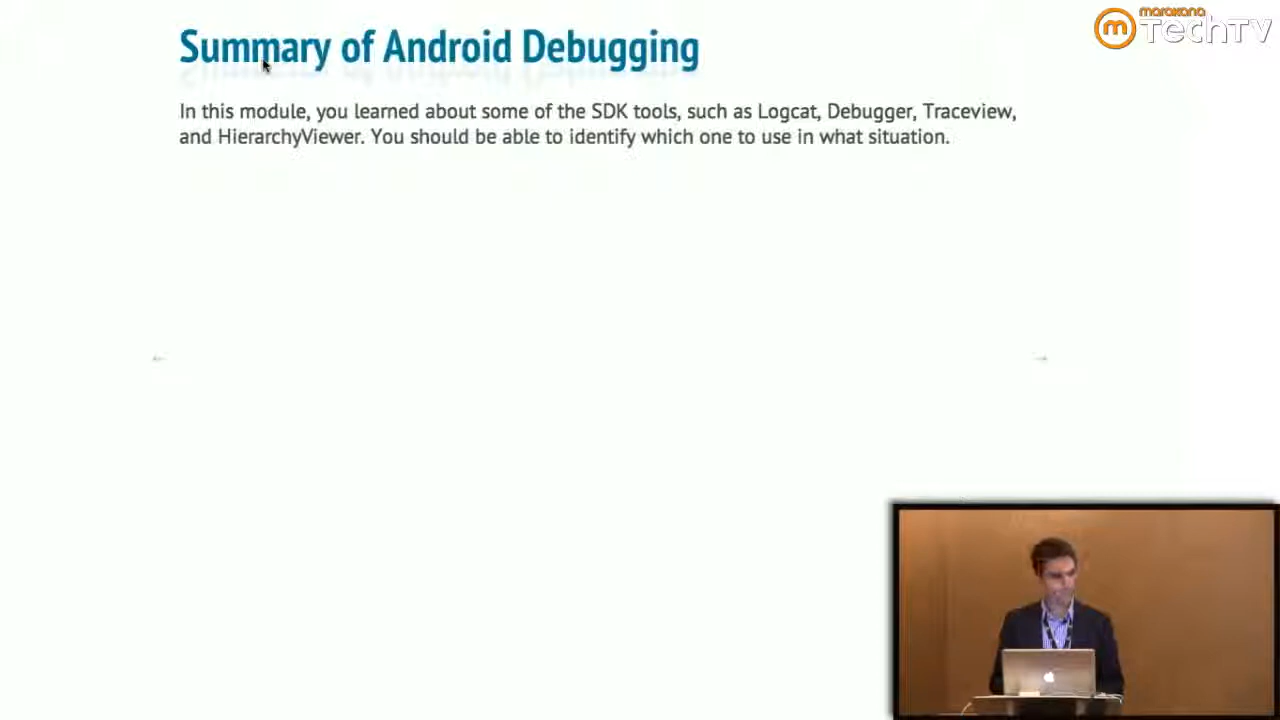 marakana
TechTV
Summary of Android Debugging
In this module, you learned about some of the SDK tools, such as Logcat, Debugger, Traceview,
and HierarchyViewer. You should be able to identify which one to use in what situation.